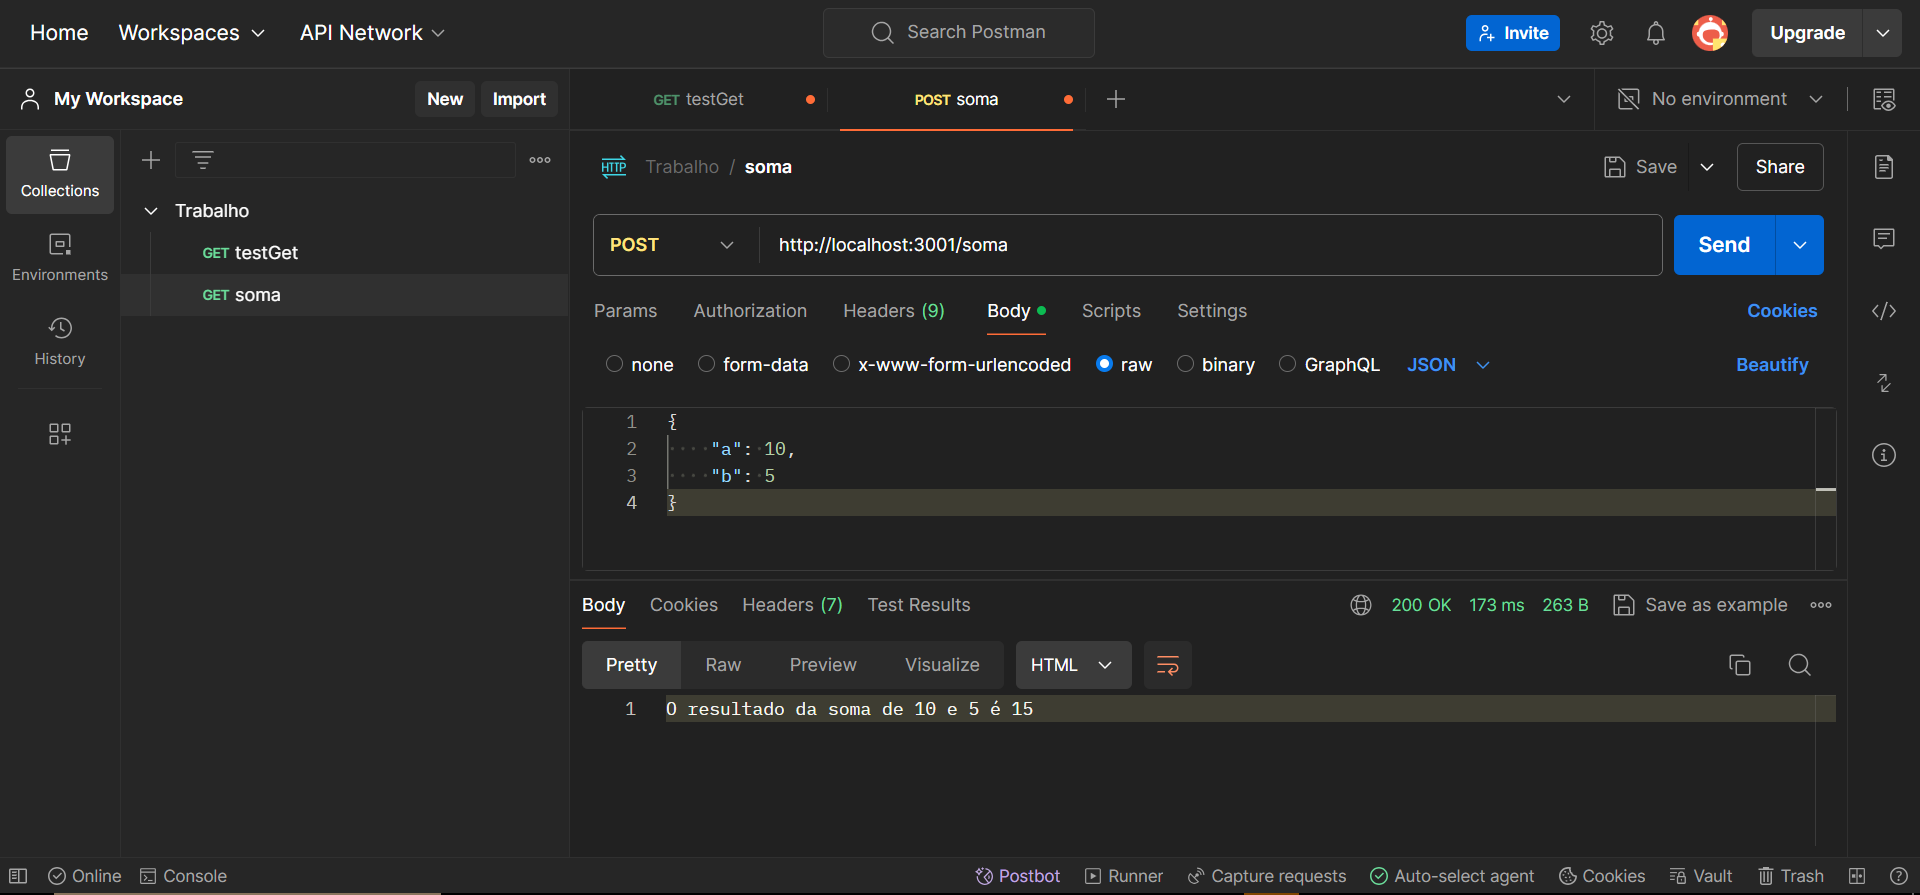 Home Workspaces API Network Search Postman Invite Upgrade
My Workspace New Import GET testGet POST soma No environment
Collections
Environments
History
Trabalho
GET testGet
GET soma
HTTP Trabalho / soma Save Share
POST http://localhost:3001/soma Send
Params Authorization Headers (9) Body Scripts Settings Cookies
none form-data x-www-form-urlencoded raw binary GraphQL JSON Beautify
1 {
2 "a": 10,
3 "b": 5
4 }
Body Cookies Headers (7) Test Results 200 OK 173 ms 263 B Save as example
Pretty Raw Preview Visualize HTML
1 O resultado da soma de 10 e 5 é 15
Online Console Postbot Runner Capture requests Auto-select agent Cookies Vault Trash